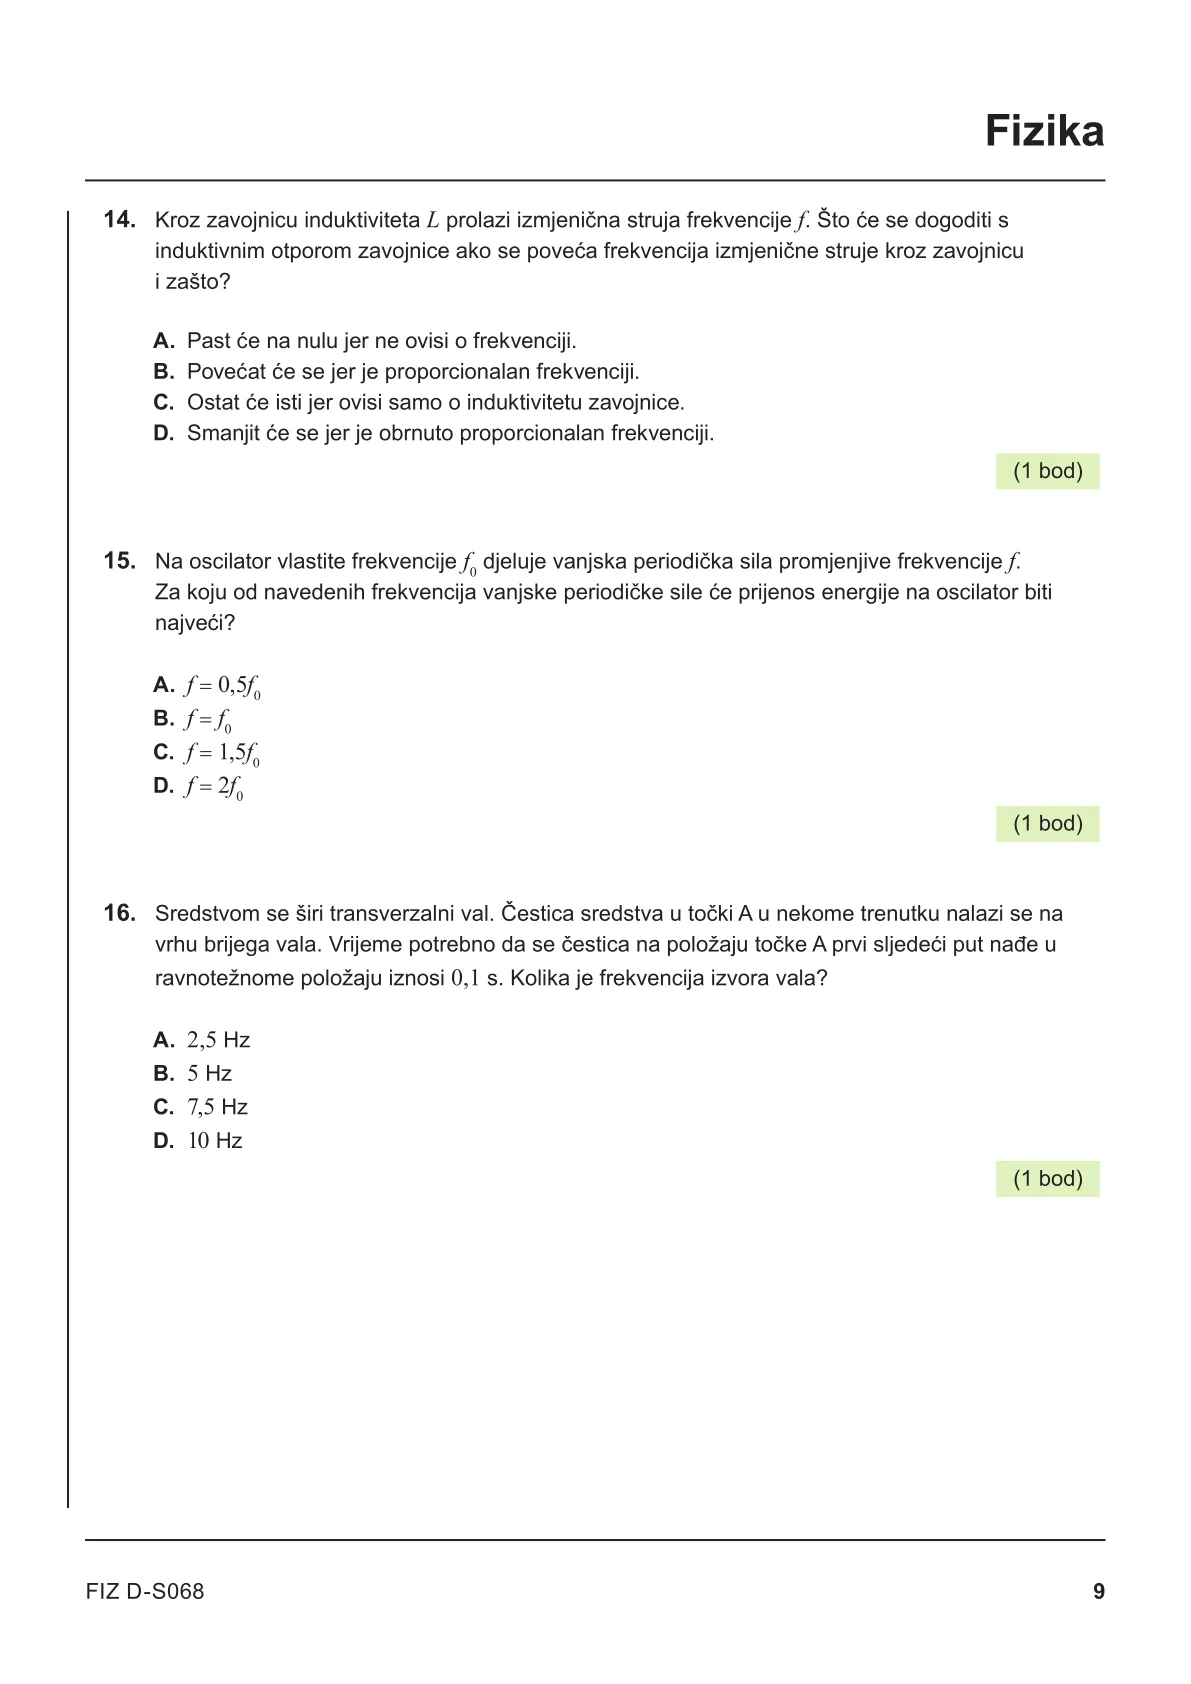 Fizika
14. Kroz zavojnicu induktiviteta L prolazi izmjenična struja frekvencije f. Što će se dogoditi s
induktivnim otporom zavojnice ako se poveća frekvencija izmjenične struje kroz zavojnicu
i zašto?
A. Past će na nulu jer ne ovisi o frekvenciji.
B. Povećat će se jer je proporcionalan frekvenciji.
C. Ostat će isti jer ovisi samo o induktivitetu zavojnice.
D. Smanjit će se jer je obrnuto proporcionalan frekvenciji.
(1 bod)
15. Na oscilator vlastite frekvencije f₀ djeluje vanjska periodička sila promjenjive frekvencije f.
Za koju od navedenih frekvencija vanjske periodičke sile će prijenos energije na oscilator biti
najveći?
A. f = 0,5f₀
B. f = f₀
C. f = 1,5f₀
D. f = 2f₀
(1 bod)
16. Sredstvom se širi transverzalni val. Čestica sredstva u točki A u nekome trenutku nalazi se na
vrhu brijega vala. Vrijeme potrebno da se čestica na položaju točke A prvi sljedeći put nađe u
ravnotežnome položaju iznosi 0,1 s. Kolika je frekvencija izvora vala?
A. 2,5 Hz
B. 5 Hz
C. 7,5 Hz
D. 10 Hz
(1 bod)
FIZ D-S068
9